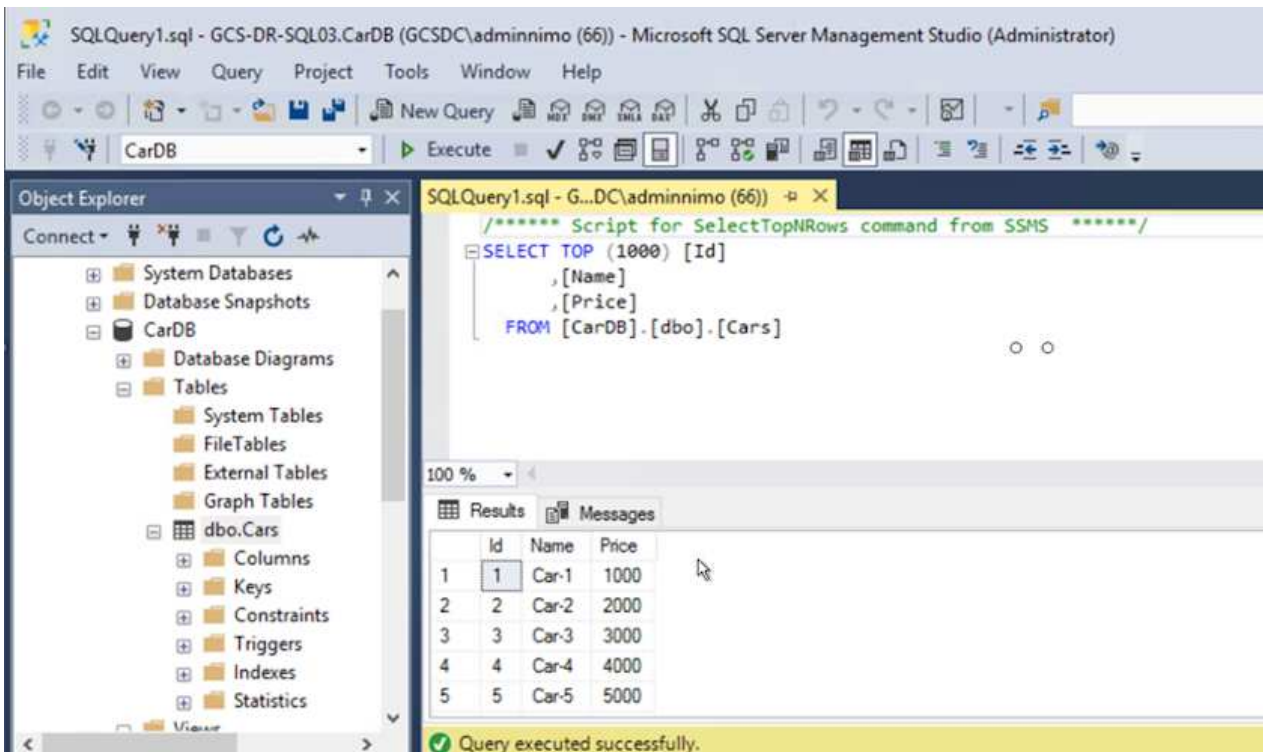 SQLQuery1.sql - GCS-DR-SQL03.CarDB (GCSDC\adminnimo (66)) - Microsoft SQL Server Management Studio (Administrator)
File Edit View Query Project Tools Window Help
New Query MDX DMX XMLA DAX
CarDB Execute
Object Explorer
Connect
System Databases
Database Snapshots
CarDB
Database Diagrams
Tables
System Tables
FileTables
External Tables
Graph Tables
dbo.Cars
Columns
Keys
Constraints
Triggers
Indexes
Statistics
Views
SQLQuery1.sql - G...DC\adminnimo (66))
/****** Script for SelectTopNRows command from SSMS ******/
SELECT TOP (1000) [Id]
,[Name]
,[Price]
FROM [CarDB].[dbo].[Cars]
100 %
Results Messages
Id Name Price
1 1 Car-1 1000
2 2 Car-2 2000
3 3 Car-3 3000
4 4 Car-4 4000
5 5 Car-5 5000
Query executed successfully.